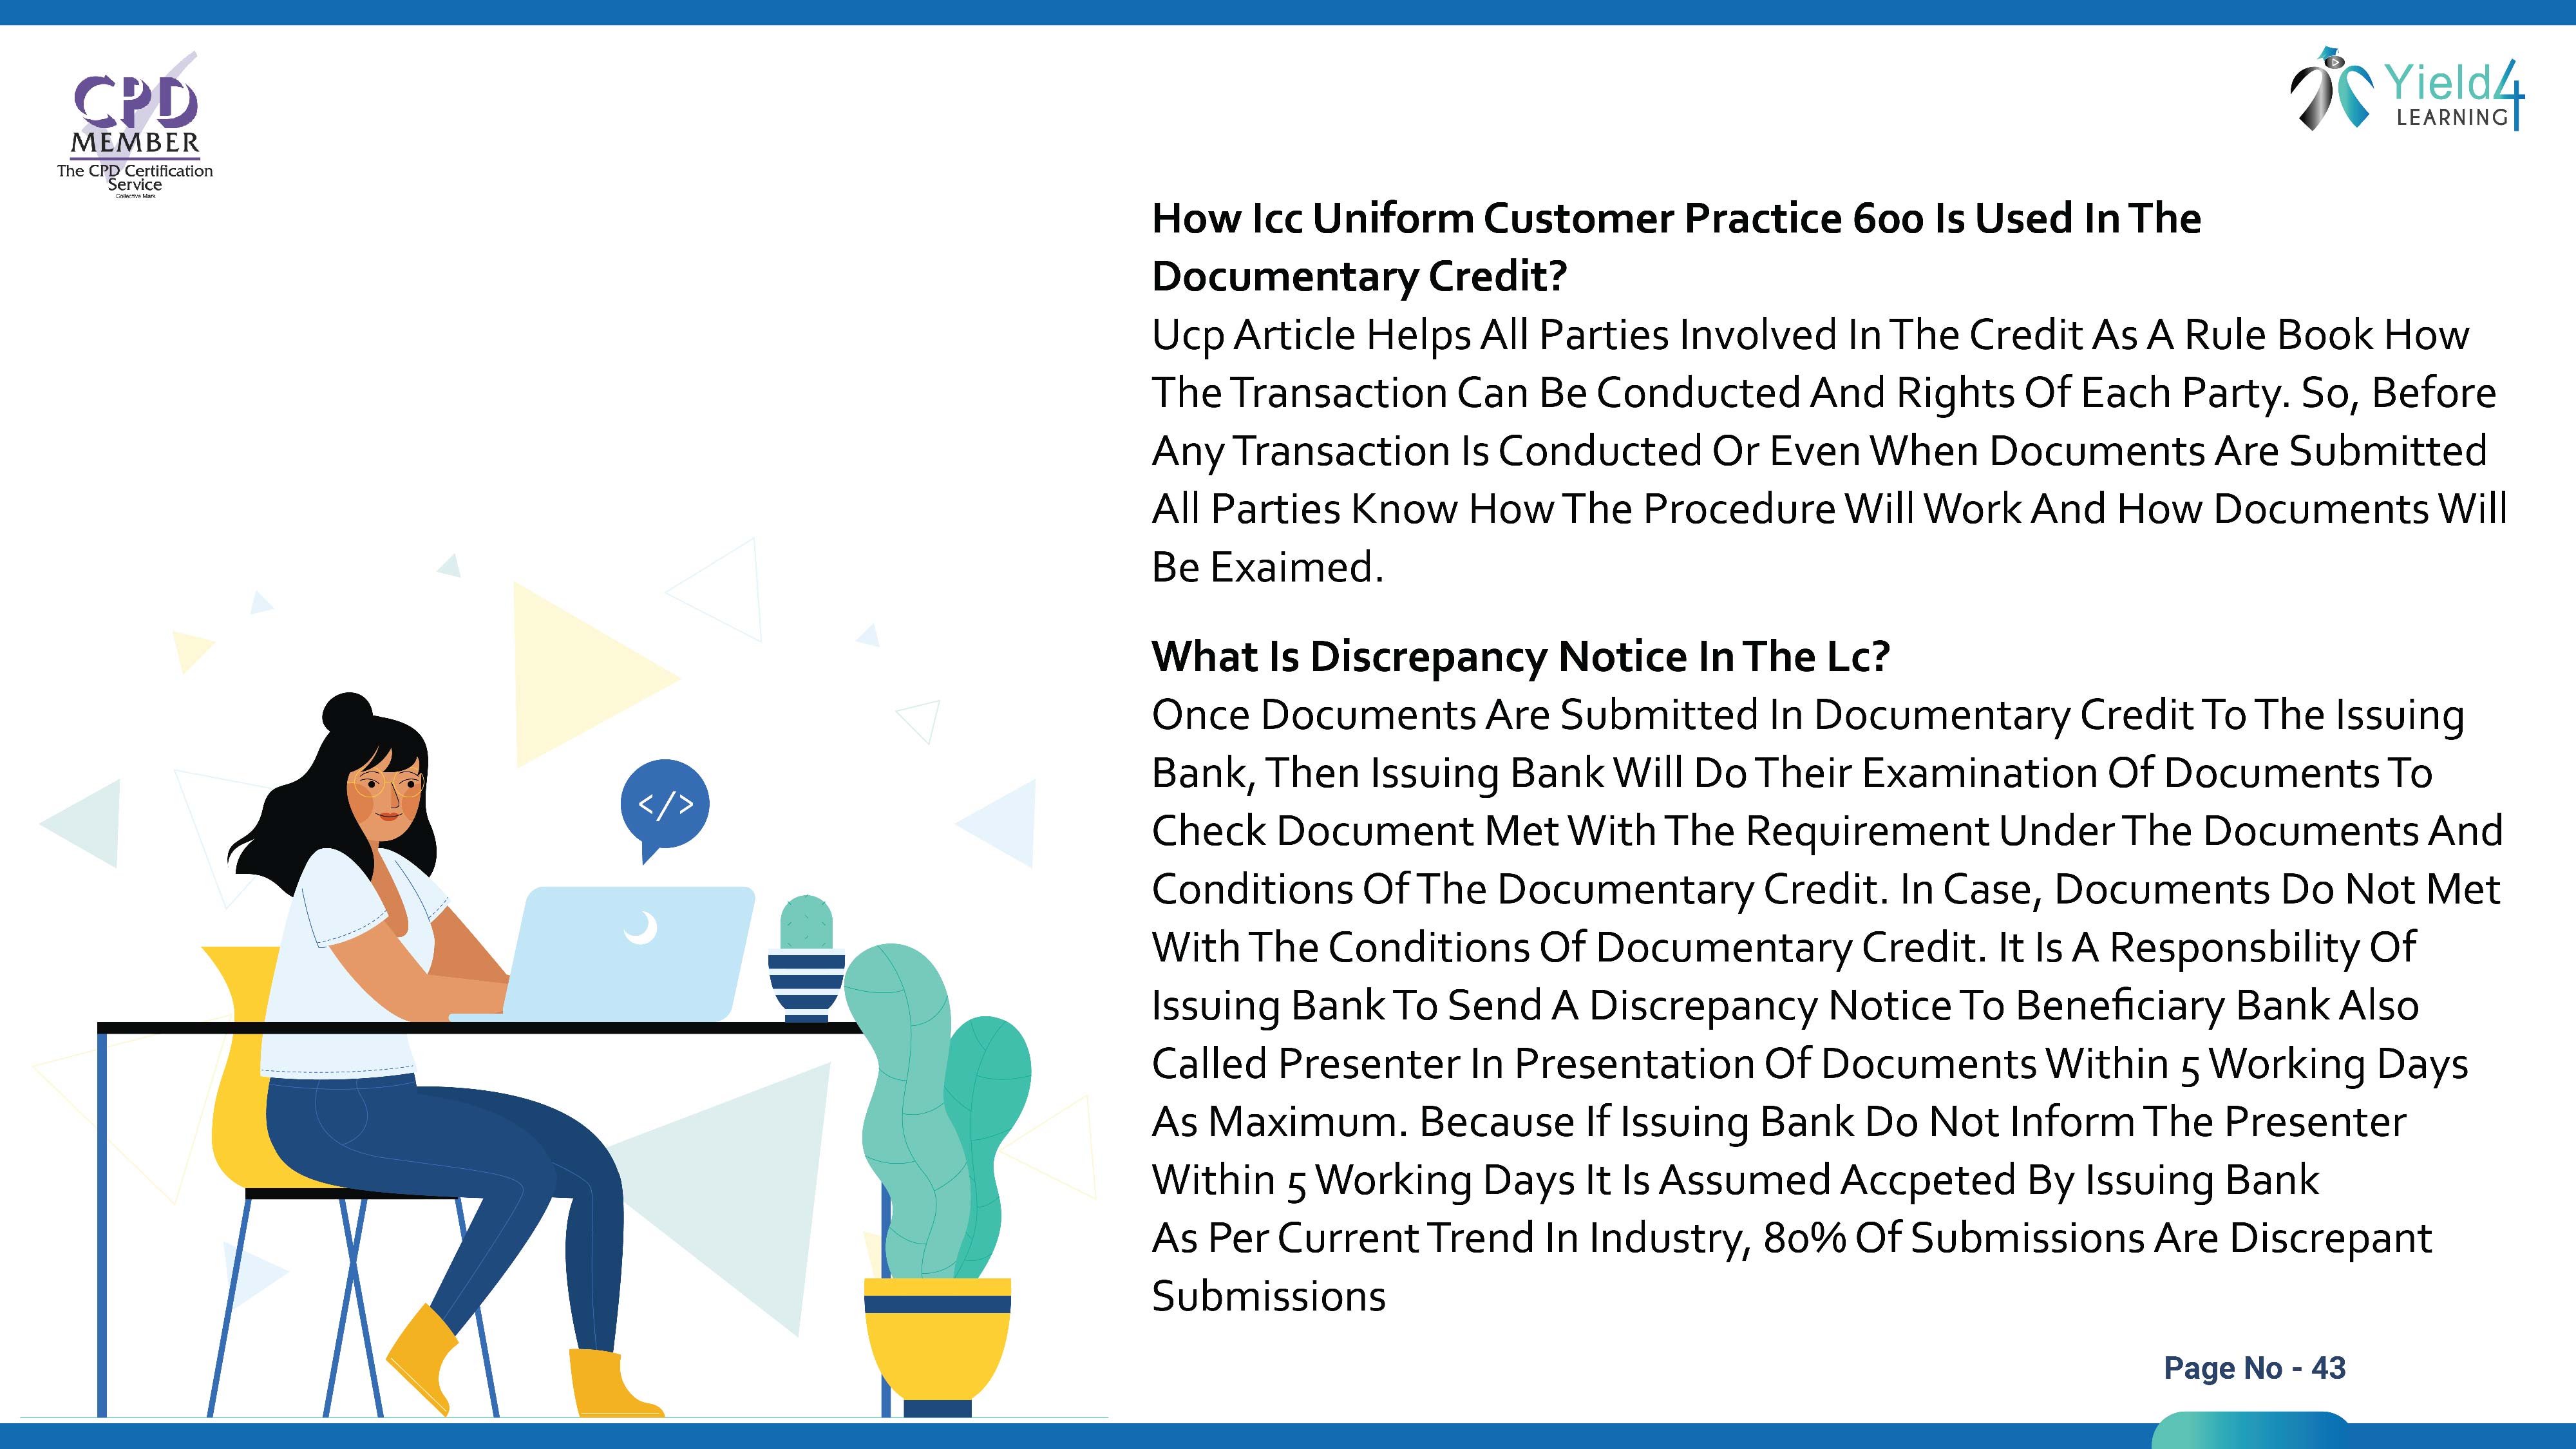 CPD
MEMBER
The CPD Certification
Service
Collective Mark
Yield4
LEARNING
How Icc Uniform Customer Practice 600 Is Used In The
Documentary Credit?
Ucp Article Helps All Parties Involved In The Credit As A Rule Book How
The Transaction Can Be Conducted And Rights Of Each Party. So, Before
Any Transaction Is Conducted Or Even When Documents Are Submitted
All Parties Know How The Procedure Will Work And How Documents Will
Be Exaimed.
What Is Discrepancy Notice In The Lc?
Once Documents Are Submitted In Documentary Credit To The Issuing
Bank, Then Issuing Bank Will Do Their Examination Of Documents To
Check Document Met With The Requirement Under The Documents And
Conditions Of The Documentary Credit. In Case, Documents Do Not Met
With The Conditions Of Documentary Credit. It Is A Responsbility Of
Issuing Bank To Send A Discrepancy Notice To Beneficiary Bank Also
Called Presenter In Presentation Of Documents Within 5 Working Days
As Maximum. Because If Issuing Bank Do Not Inform The Presenter
Within 5 Working Days It Is Assumed Accpeted By Issuing Bank
As Per Current Trend In Industry, 80% Of Submissions Are Discrepant
Submissions
</>
Page No - 43